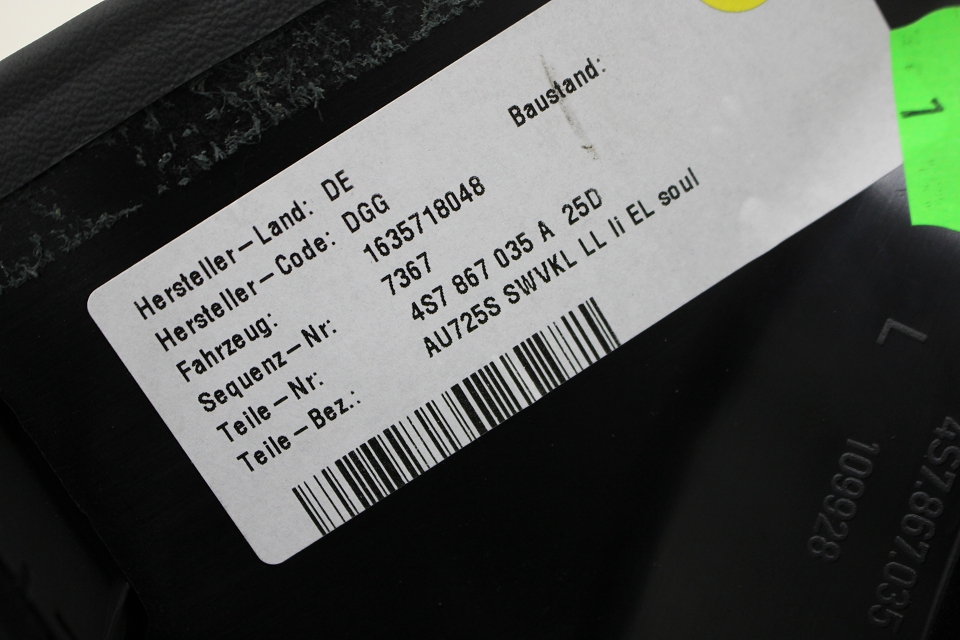 Hersteller-Land: DE
Baustand:
Hersteller-Code: DGG
Fahrzeug: 1635718048
Sequenz-Nr: 7367
Teile-Nr: 4S7 867 035 A 25D
Teile-Bez.: AU725S SWVKL LL li EL soul
1
L
4S7.867.035
109928